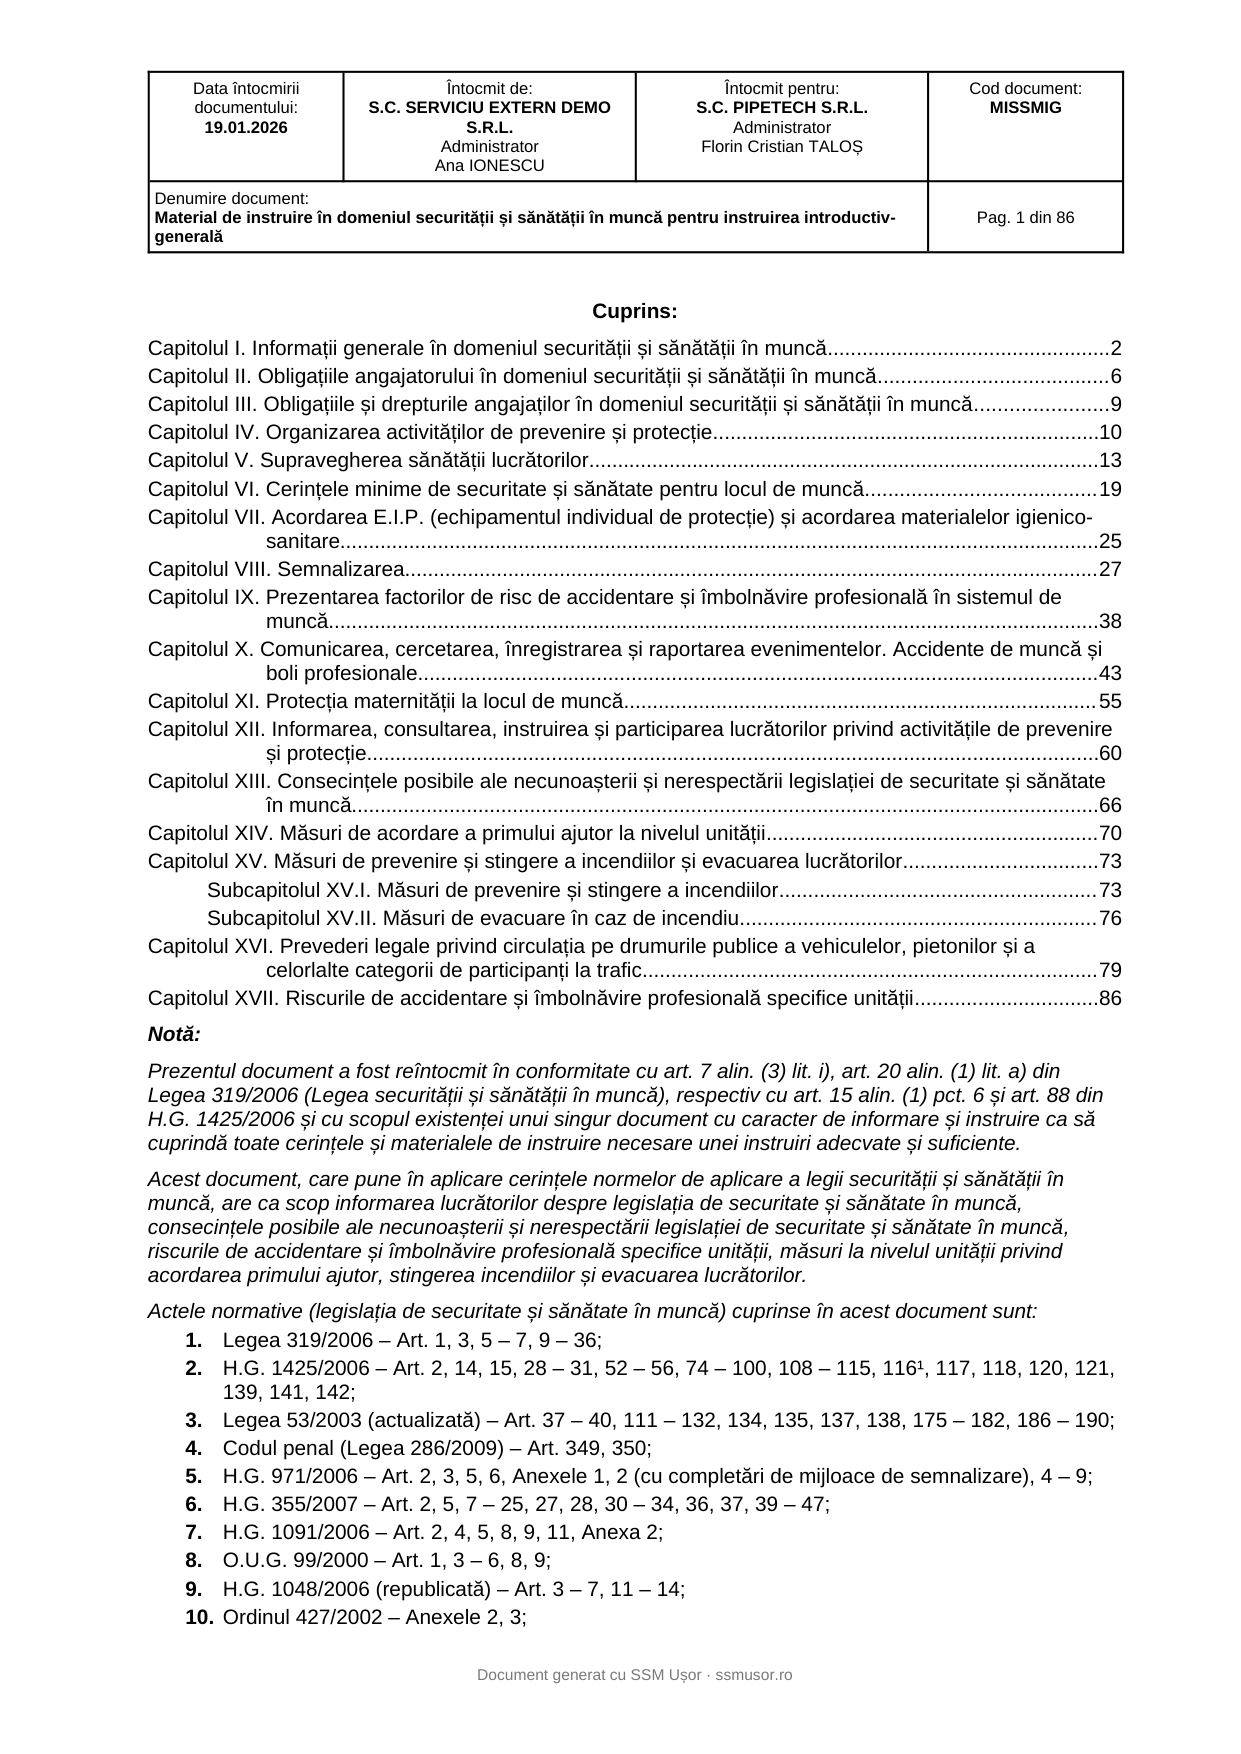 Data întocmirii
documentului:
19.01.2026
Întocmit de:
S.C. SERVICIU EXTERN DEMO
S.R.L.
Administrator
Ana IONESCU
Întocmit pentru:
S.C. PIPETECH S.R.L.
Administrator
Florin Cristian TALOȘ
Cod document:
MISSMIG
Denumire document:
Material de instruire în domeniul securității și sănătății în muncă pentru instruirea introductiv-
generală
Pag. 1 din 86
Cuprins:
Capitolul I. Informații generale în domeniul securității și sănătății în muncă.................................................2
Capitolul II. Obligațiile angajatorului în domeniul securității și sănătății în muncă........................................6
Capitolul III. Obligațiile și drepturile angajaților în domeniul securității și sănătății în muncă.......................9
Capitolul IV. Organizarea activităților de prevenire și protecție...................................................................10
Capitolul V. Supravegherea sănătății lucrătorilor........................................................................................13
Capitolul VI. Cerințele minime de securitate și sănătate pentru locul de muncă........................................19
Capitolul VII. Acordarea E.I.P. (echipamentul individual de protecție) și acordarea materialelor igienico-
sanitare...................................................................................................................................25
Capitolul VIII. Semnalizarea........................................................................................................................27
Capitolul IX. Prezentarea factorilor de risc de accidentare și îmbolnăvire profesională în sistemul de
muncă.....................................................................................................................................38
Capitolul X. Comunicarea, cercetarea, înregistrarea și raportarea evenimentelor. Accidente de muncă și
boli profesionale......................................................................................................................43
Capitolul XI. Protecția maternității la locul de muncă..................................................................................55
Capitolul XII. Informarea, consultarea, instruirea și participarea lucrătorilor privind activitățile de prevenire
și protecție...............................................................................................................................60
Capitolul XIII. Consecințele posibile ale necunoașterii și nerespectării legislației de securitate și sănătate
în muncă.................................................................................................................................66
Capitolul XIV. Măsuri de acordare a primului ajutor la nivelul unității.........................................................70
Capitolul XV. Măsuri de prevenire și stingere a incendiilor și evacuarea lucrătorilor..................................73
Subcapitolul XV.I. Măsuri de prevenire și stingere a incendiilor.......................................................73
Subcapitolul XV.II. Măsuri de evacuare în caz de incendiu..............................................................76
Capitolul XVI. Prevederi legale privind circulația pe drumurile publice a vehiculelor, pietonilor și a
celorlalte categorii de participanți la trafic...............................................................................79
Capitolul XVII. Riscurile de accidentare și îmbolnăvire profesională specifice unității................................86
Notă:
Prezentul document a fost reîntocmit în conformitate cu art. 7 alin. (3) lit. i), art. 20 alin. (1) lit. a) din
Legea 319/2006 (Legea securității și sănătății în muncă), respectiv cu art. 15 alin. (1) pct. 6 și art. 88 din
H.G. 1425/2006 și cu scopul existenței unui singur document cu caracter de informare și instruire ca să
cuprindă toate cerințele și materialele de instruire necesare unei instruiri adecvate și suficiente.
Acest document, care pune în aplicare cerințele normelor de aplicare a legii securității și sănătății în
muncă, are ca scop informarea lucrătorilor despre legislația de securitate și sănătate în muncă,
consecințele posibile ale necunoașterii și nerespectării legislației de securitate și sănătate în muncă,
riscurile de accidentare și îmbolnăvire profesională specifice unității, măsuri la nivelul unității privind
acordarea primului ajutor, stingerea incendiilor și evacuarea lucrătorilor.
Actele normative (legislația de securitate și sănătate în muncă) cuprinse în acest document sunt:
1. Legea 319/2006 – Art. 1, 3, 5 – 7, 9 – 36;
2. H.G. 1425/2006 – Art. 2, 14, 15, 28 – 31, 52 – 56, 74 – 100, 108 – 115, 116¹, 117, 118, 120, 121,
139, 141, 142;
3. Legea 53/2003 (actualizată) – Art. 37 – 40, 111 – 132, 134, 135, 137, 138, 175 – 182, 186 – 190;
4. Codul penal (Legea 286/2009) – Art. 349, 350;
5. H.G. 971/2006 – Art. 2, 3, 5, 6, Anexele 1, 2 (cu completări de mijloace de semnalizare), 4 – 9;
6. H.G. 355/2007 – Art. 2, 5, 7 – 25, 27, 28, 30 – 34, 36, 37, 39 – 47;
7. H.G. 1091/2006 – Art. 2, 4, 5, 8, 9, 11, Anexa 2;
8. O.U.G. 99/2000 – Art. 1, 3 – 6, 8, 9;
9. H.G. 1048/2006 (republicată) – Art. 3 – 7, 11 – 14;
10. Ordinul 427/2002 – Anexele 2, 3;
Document generat cu SSM Ușor · ssmusor.ro